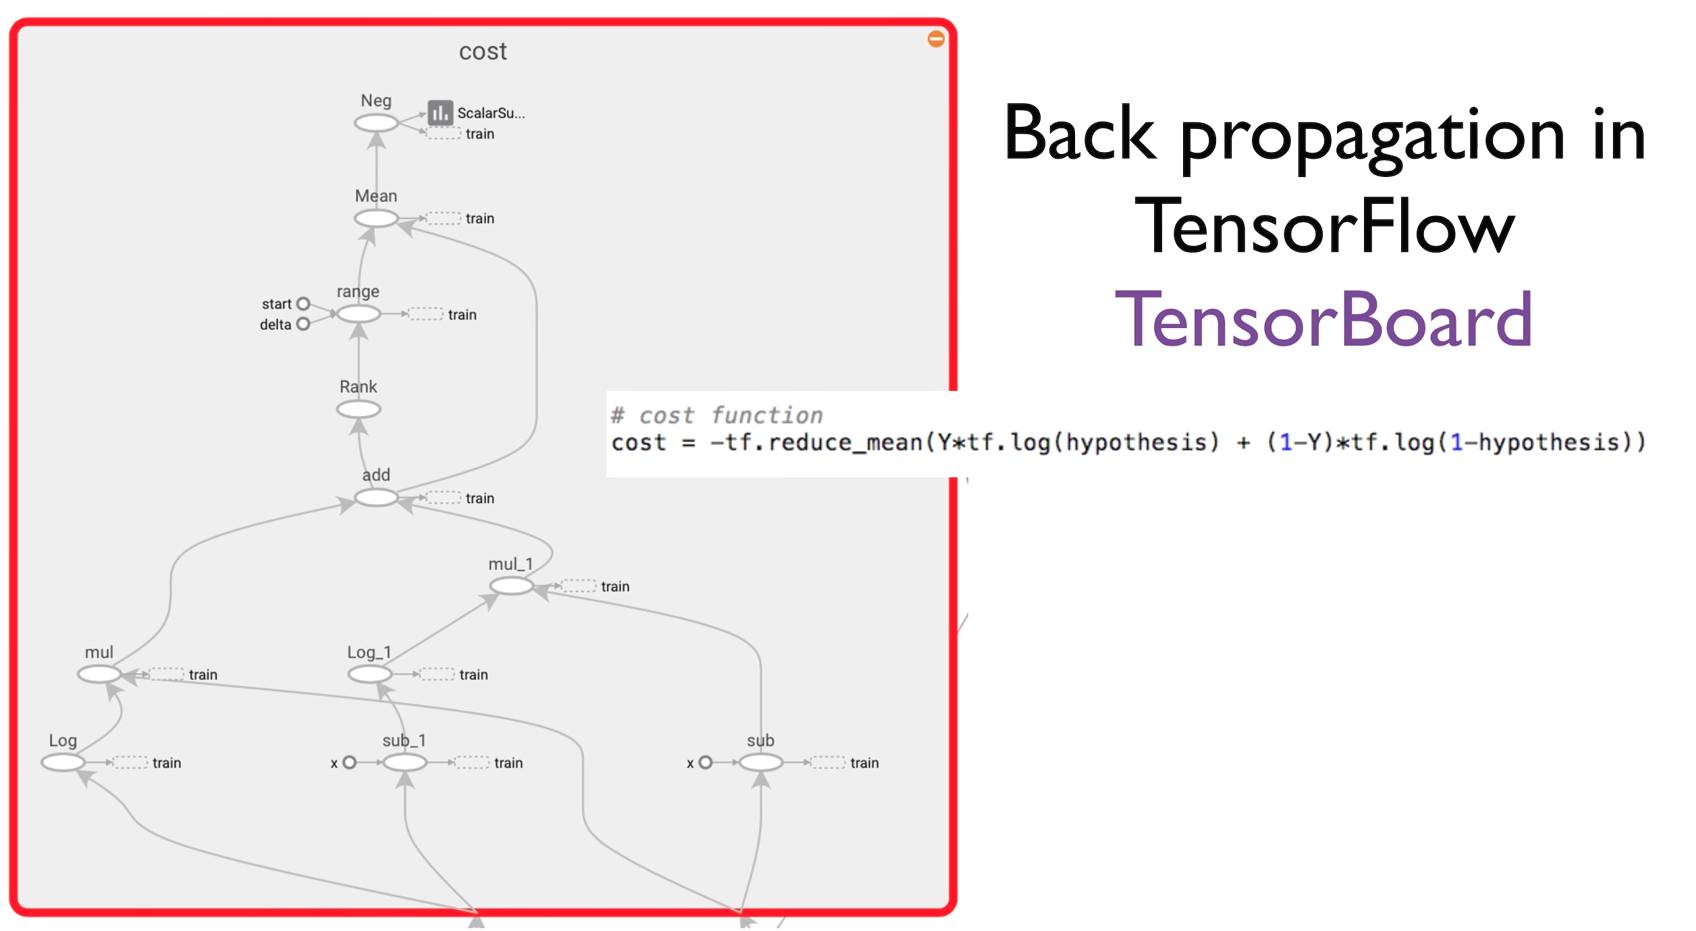 cost
Neg
ScalarSu...
train
Mean
train
range
start
delta
train
Rank
add
train
mul_1
train
mul
train
Log_1
train
Log
train
sub_1
x
train
sub
x
train
Back propagation in
TensorFlow
TensorBoard
# cost function
cost = -tf.reduce_mean(Y*tf.log(hypothesis) + (1-Y)*tf.log(1-hypothesis))